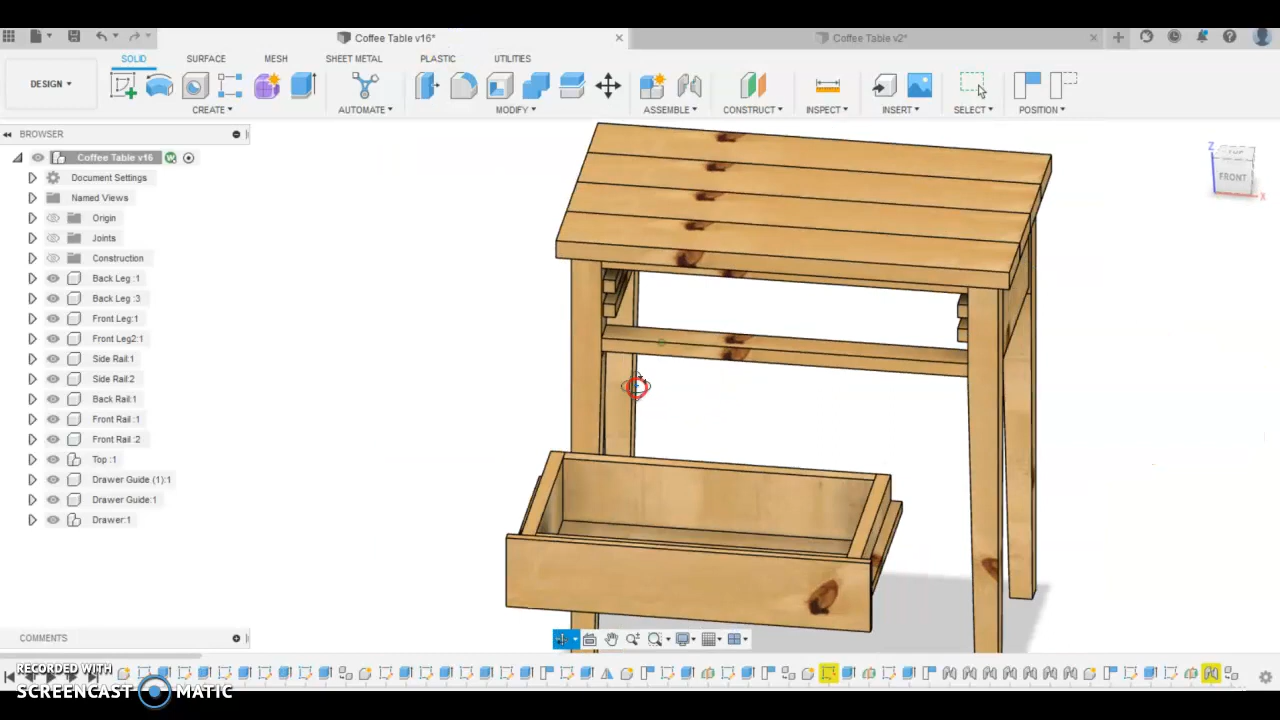 Coffee Table v16*
Coffee Table v2*
DESIGN
SOLID SURFACE MESH SHEET METAL PLASTIC UTILITIES
CREATE AUTOMATE MODIFY ASSEMBLE CONSTRUCT INSPECT INSERT SELECT POSITION
BROWSER
Coffee Table v16
Document Settings
Named Views
Origin
Joints
Construction
Back Leg :1
Back Leg :3
Front Leg:1
Front Leg2:1
Side Rail:1
Side Rail:2
Back Rail:1
Front Rail :1
Front Rail :2
Top :1
Drawer Guide (1):1
Drawer Guide:1
Drawer:1
Z
TOP
FRONT
X
COMMENTS
RECORDED WITH
SCREENCAST MATIC